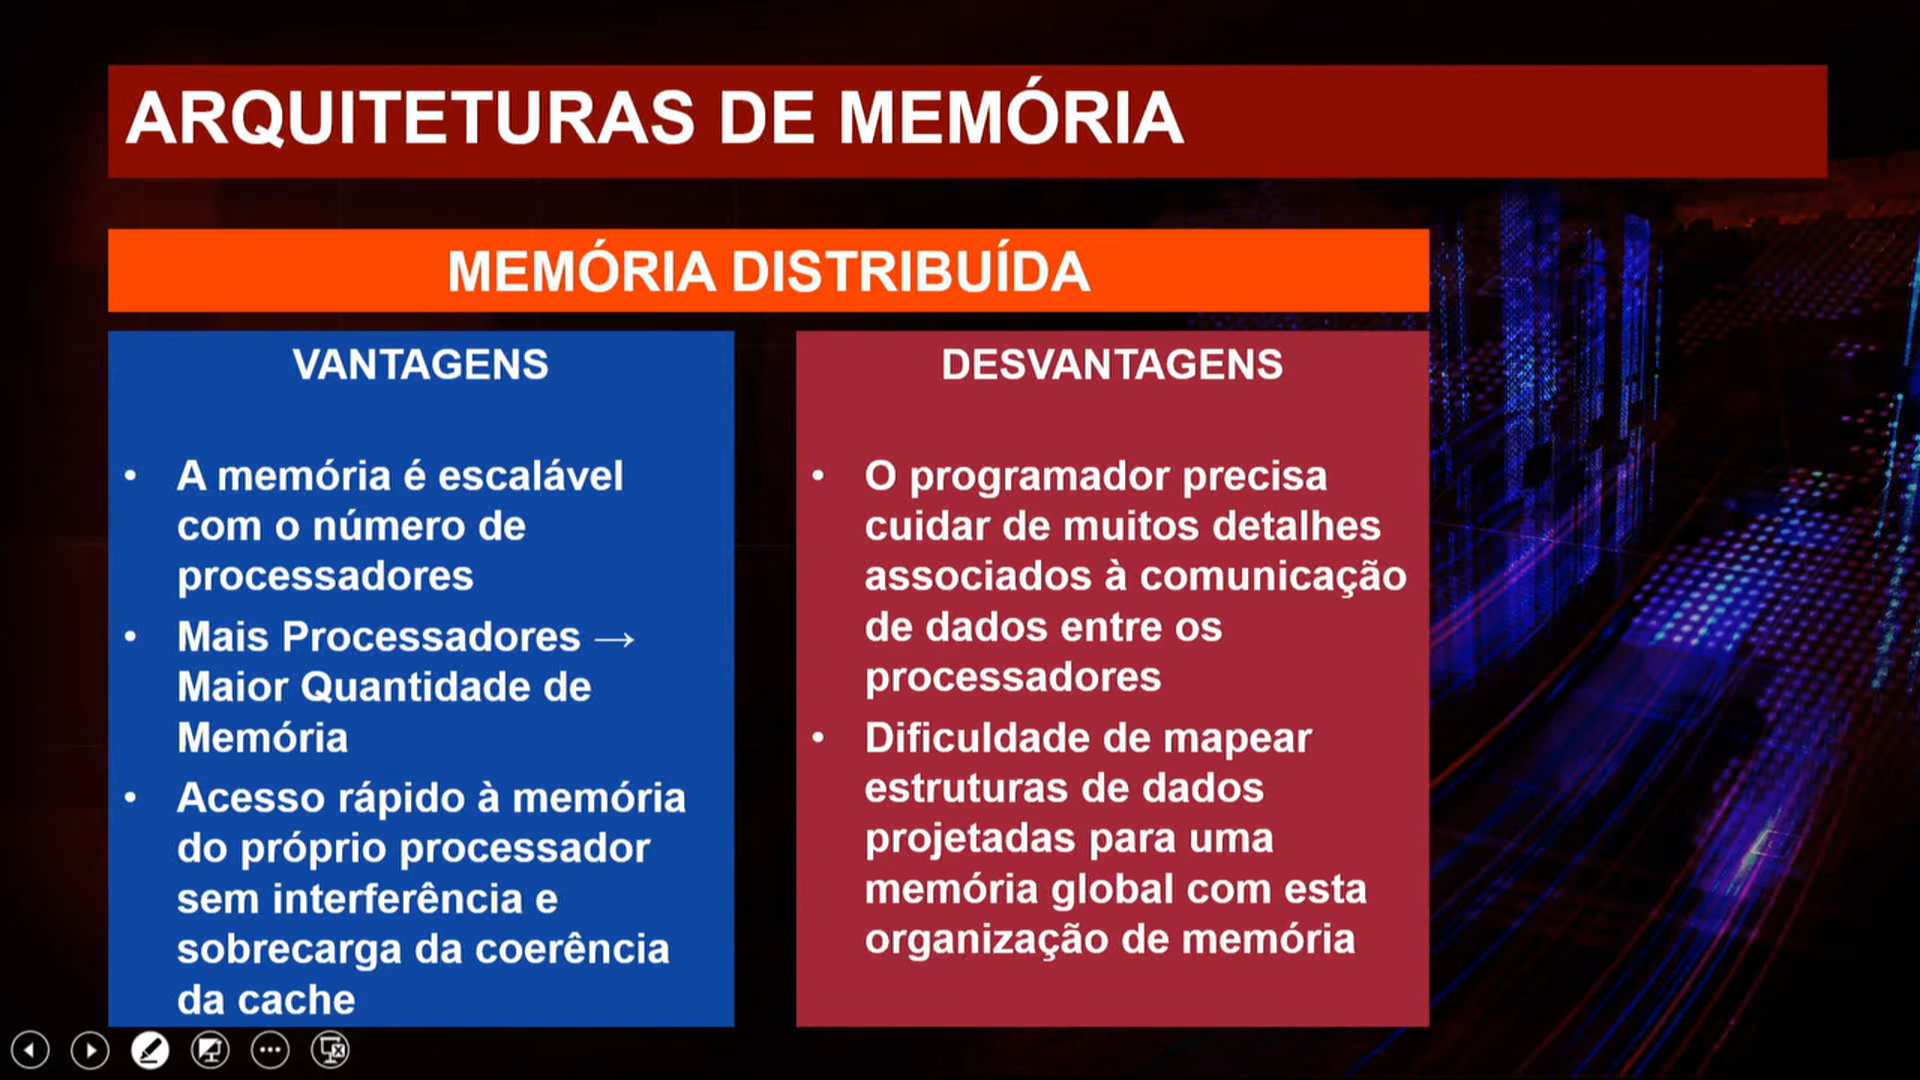 ARQUITETURAS DE MEMÓRIA
MEMÓRIA DISTRIBUÍDA
VANTAGENS
• A memória é escalável
com o número de
processadores
• Mais Processadores →
Maior Quantidade de
Memória
• Acesso rápido à memória
do próprio processador
sem interferência e
sobrecarga da coerência
da cache
DESVANTAGENS
• O programador precisa
cuidar de muitos detalhes
associados à comunicação
de dados entre os
processadores
• Dificuldade de mapear
estruturas de dados
projetadas para uma
memória global com esta
organização de memória